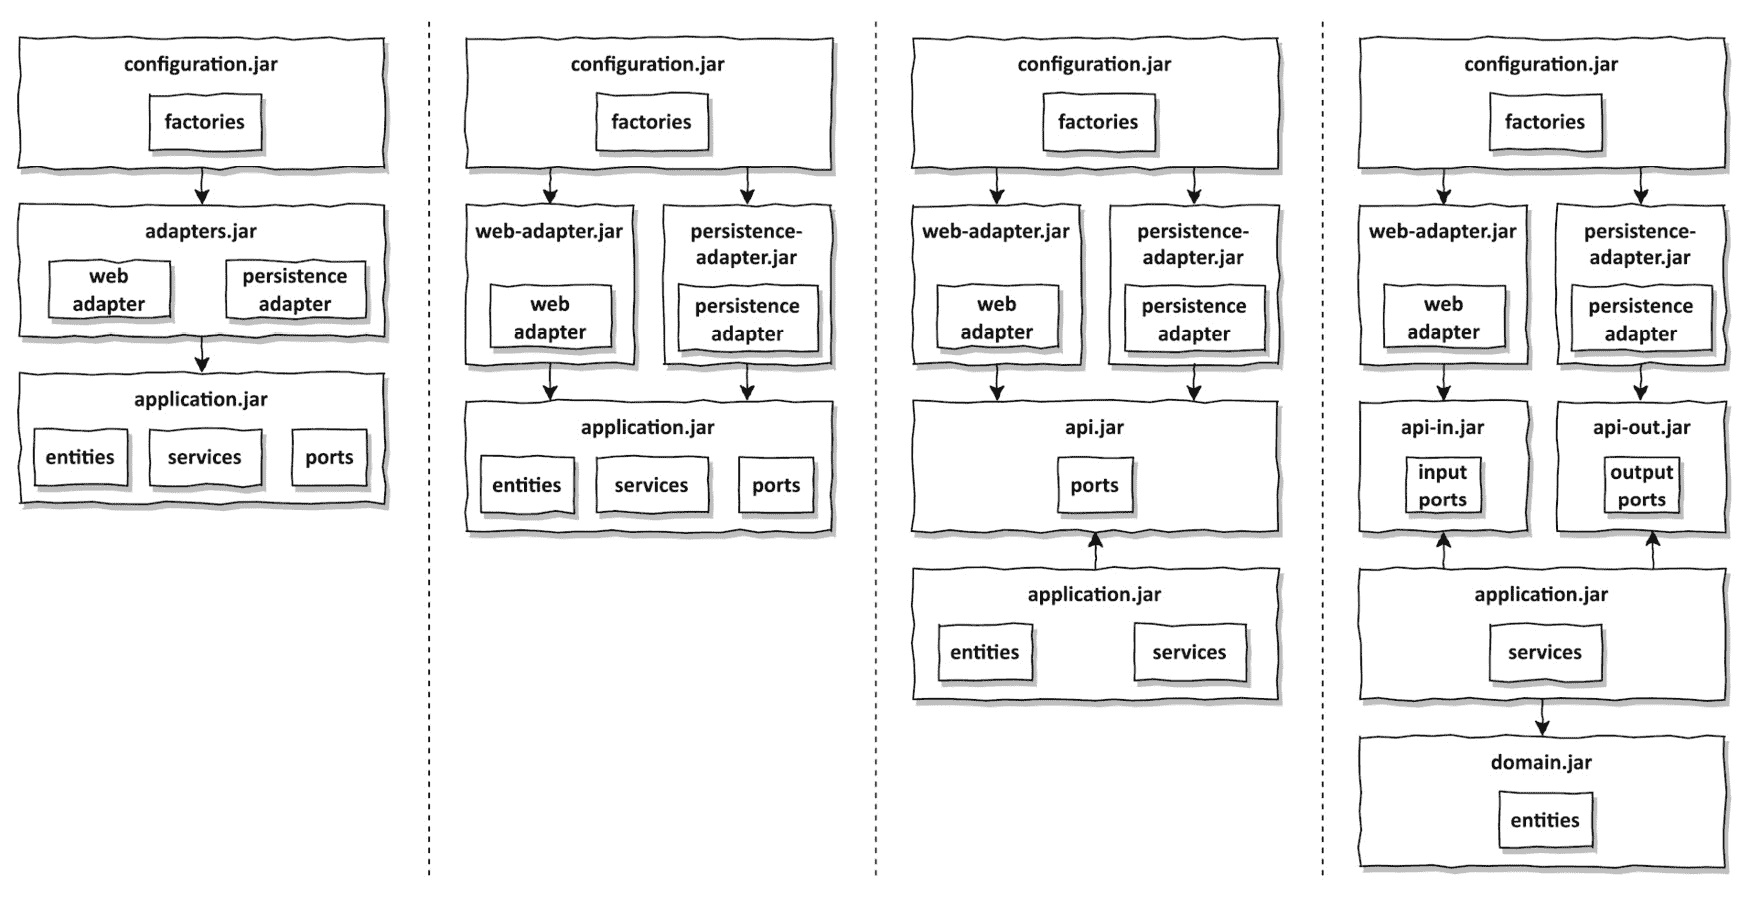 configuration.jar
factories
adapters.jar
web
adapter
persistence
adapter
application.jar
entities
services
ports
configuration.jar
factories
web-adapter.jar
web
adapter
persistence-
adapter.jar
persistence
adapter
application.jar
entities
services
ports
configuration.jar
factories
web-adapter.jar
web
adapter
persistence-
adapter.jar
persistence
adapter
api.jar
ports
application.jar
entities
services
configuration.jar
factories
web-adapter.jar
web
adapter
persistence-
adapter.jar
persistence
adapter
api-in.jar
input
ports
api-out.jar
output
ports
application.jar
services
domain.jar
entities